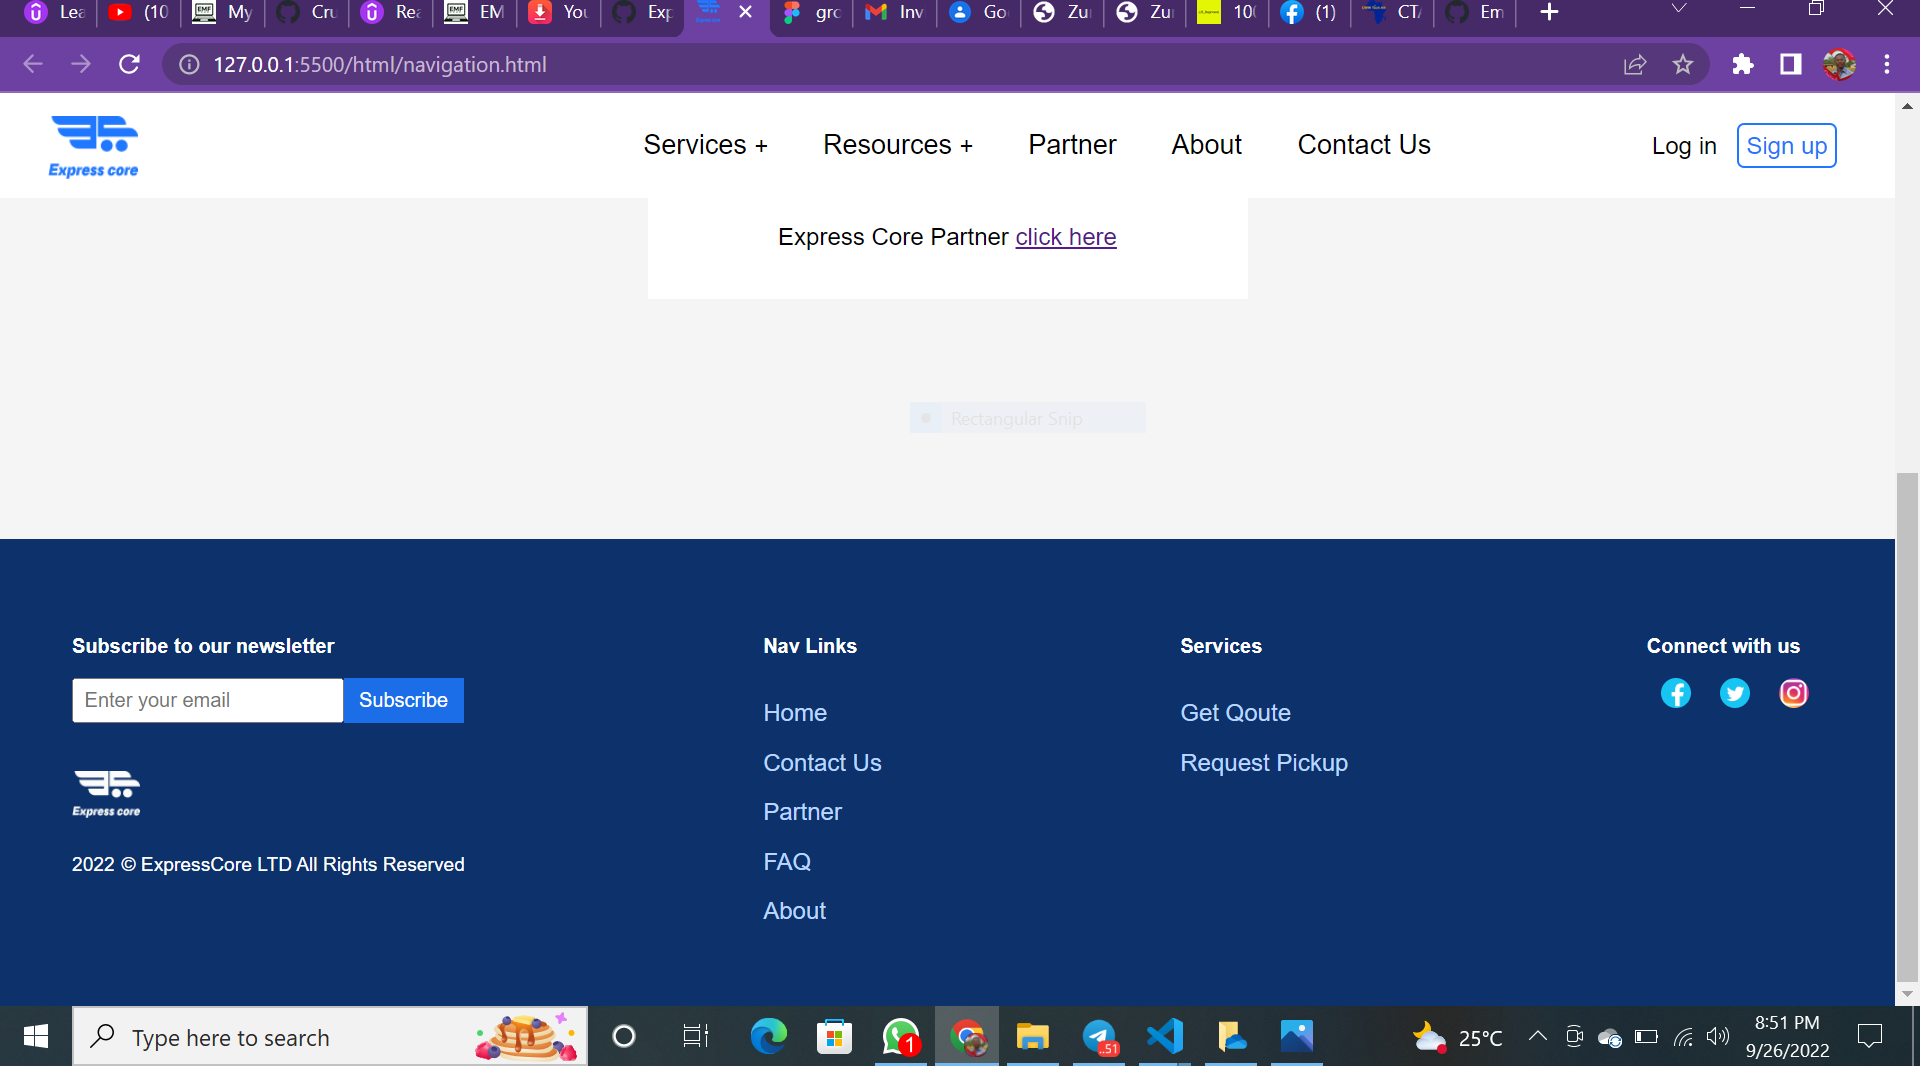 Lea
(10
My
Cru
Rea
EM
You
Exp
gro
Inv
Go
Zu
Zu
10
(1)
CT
Em
127.0.0.1:5500/html/navigation.html
Express core
Services +
Resources +
Partner
About
Contact Us
Log in
Sign up
Express Core Partner click here
Rectangular Snip
Subscribe to our newsletter
Enter your email
Subscribe
Express core
2022 © ExpressCore LTD All Rights Reserved
Nav Links
Home
Contact Us
Partner
FAQ
About
Services
Get Qoute
Request Pickup
Connect with us
Type here to search
1
..51
25°C
8:51 PM
9/26/2022